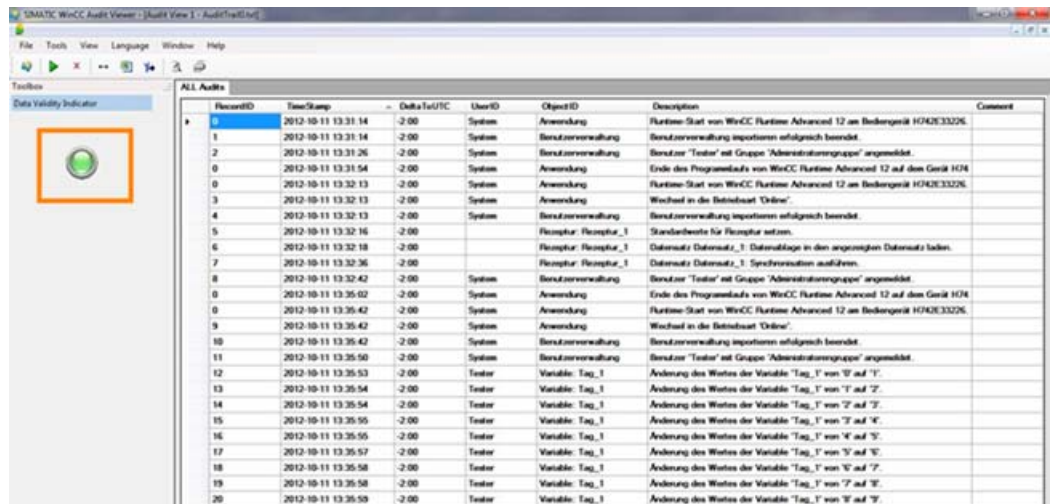 SIMATIC WinCC Audit Viewer - [Audit View 1 - AuditTrail0.txt]
File Tools View Language Window Help
Toolbox
ALL Audits
Data Validity Indicator
RecordID TimeStamp DeltaToUTC UserID ObjectID Description Comment
0 2012-10-11 13:31:14 -2:00 System Anwendung Runtime-Start von WinCC Runtime Advanced 12 am Bediengerät H742E33226.
1 2012-10-11 13:31:14 -2:00 System Benutzerverwaltung Benutzerverwaltung importieren erfolgreich beendet.
2 2012-10-11 13:31:26 -2:00 System Benutzerverwaltung Benutzer 'Tester' mit Gruppe 'Administratorengruppe' angemeldet.
0 2012-10-11 13:31:54 -2:00 System Anwendung Ende des Programmlaufs von WinCC Runtime Advanced 12 auf dem Gerät H74
0 2012-10-11 13:32:13 -2:00 System Anwendung Runtime-Start von WinCC Runtime Advanced 12 am Bediengerät H742E33226.
3 2012-10-11 13:32:13 -2:00 System Anwendung Wechsel in die Betriebsart 'Online'.
4 2012-10-11 13:32:13 -2:00 System Benutzerverwaltung Benutzerverwaltung importieren erfolgreich beendet.
5 2012-10-11 13:32:16 -2:00 Rezeptur: Rezeptur_1 Standardwerte für Rezeptur setzen.
6 2012-10-11 13:32:18 -2:00 Rezeptur: Rezeptur_1 Datensatz Datensatz_1: Datenablage in den angezeigten Datensatz laden.
7 2012-10-11 13:32:36 -2:00 Rezeptur: Rezeptur_1 Datensatz Datensatz_1: Synchronisation ausführen.
8 2012-10-11 13:32:42 -2:00 System Benutzerverwaltung Benutzer 'Tester' mit Gruppe 'Administratorengruppe' angemeldet.
0 2012-10-11 13:35:02 -2:00 System Anwendung Ende des Programmlaufs von WinCC Runtime Advanced 12 auf dem Gerät H74
0 2012-10-11 13:35:42 -2:00 System Anwendung Runtime-Start von WinCC Runtime Advanced 12 am Bediengerät H742E33226.
9 2012-10-11 13:35:42 -2:00 System Anwendung Wechsel in die Betriebsart 'Online'.
10 2012-10-11 13:35:42 -2:00 System Benutzerverwaltung Benutzerverwaltung importieren erfolgreich beendet.
11 2012-10-11 13:35:50 -2:00 System Benutzerverwaltung Benutzer 'Tester' mit Gruppe 'Administratorengruppe' angemeldet.
12 2012-10-11 13:35:53 -2:00 Tester Variable: Tag_1 Änderung des Wertes der Variable 'Tag_1' von '0' auf '1'.
13 2012-10-11 13:35:54 -2:00 Tester Variable: Tag_1 Änderung des Wertes der Variable 'Tag_1' von '1' auf '2'.
14 2012-10-11 13:35:54 -2:00 Tester Variable: Tag_1 Änderung des Wertes der Variable 'Tag_1' von '2' auf '3'.
15 2012-10-11 13:35:55 -2:00 Tester Variable: Tag_1 Änderung des Wertes der Variable 'Tag_1' von '3' auf '4'.
16 2012-10-11 13:35:55 -2:00 Tester Variable: Tag_1 Änderung des Wertes der Variable 'Tag_1' von '4' auf '5'.
17 2012-10-11 13:35:57 -2:00 Tester Variable: Tag_1 Änderung des Wertes der Variable 'Tag_1' von '5' auf '6'.
18 2012-10-11 13:35:58 -2:00 Tester Variable: Tag_1 Änderung des Wertes der Variable 'Tag_1' von '6' auf '7'.
19 2012-10-11 13:35:58 -2:00 Tester Variable: Tag_1 Änderung des Wertes der Variable 'Tag_1' von '7' auf '8'.
20 2012-10-11 13:35:59 -2:00 Tester Variable: Tag_1 Änderung des Wertes der Variable 'Tag_1' von '8' auf '9'.